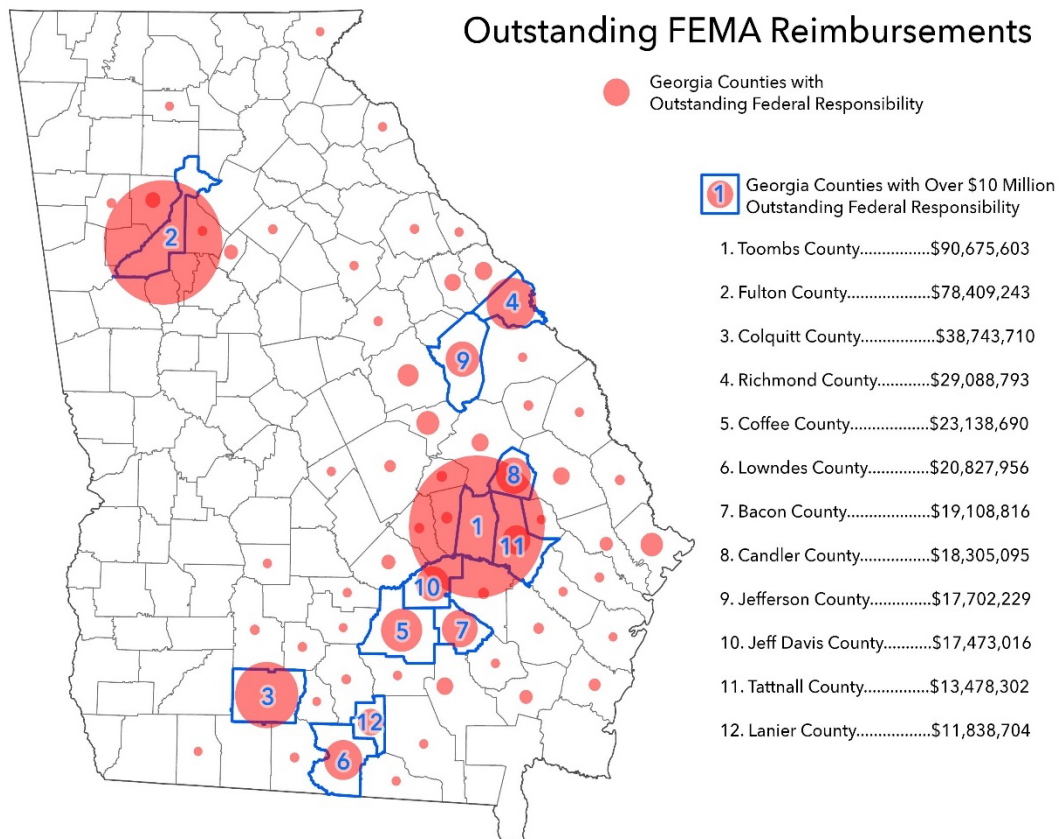 Outstanding FEMA Reimbursements
Georgia Counties with
Outstanding Federal Responsibility
1
Georgia Counties with Over $10 Million
Outstanding Federal Responsibility
1. Toombs County................$90,675,603
2. Fulton County.................$78,409,243
3. Colquitt County.................$38,743,710
4. Richmond County...........$29,088,793
5. Coffee County.................$23,138,690
6. Lowndes County.............$20,827,956
7. Bacon County.................$19,108,816
8. Candler County..............$18,305,095
9. Jefferson County............$17,702,229
10. Jeff Davis County..........$17,473,016
11. Tattnall County..............$13,478,302
12. Lanier County................$11,838,704
2
4
9
8
1
11
10
5
7
3
12
6